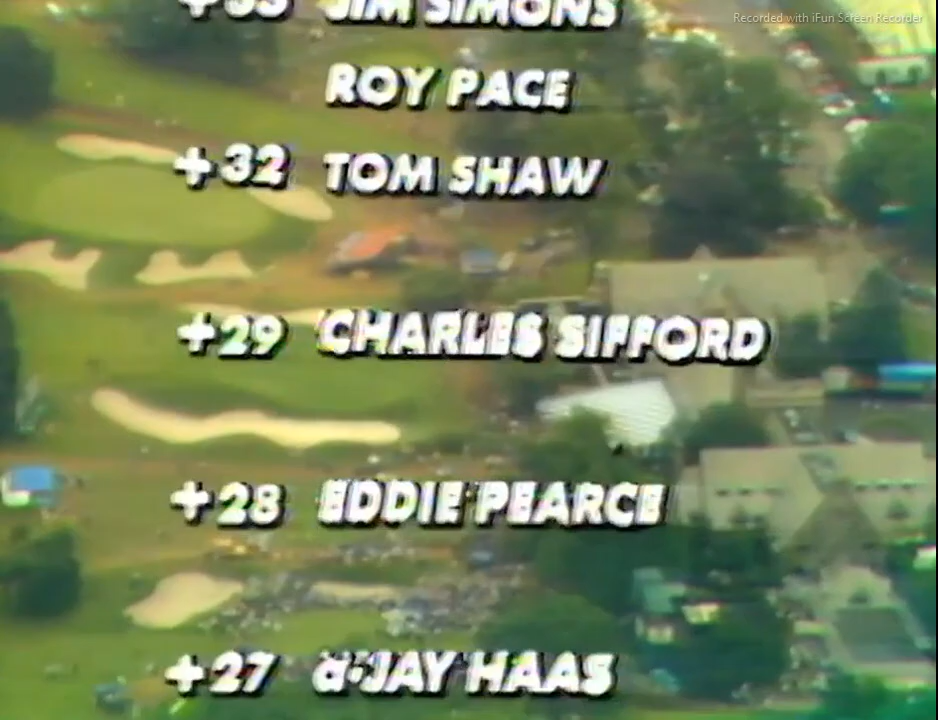 Recorded with iFun Screen Recorder
+33 JIM SIMONS
ROY PACE
+32 TOM SHAW
+29 CHARLES SIFFORD
+28 EDDIE PEARCE
+27 a-JAY HAAS